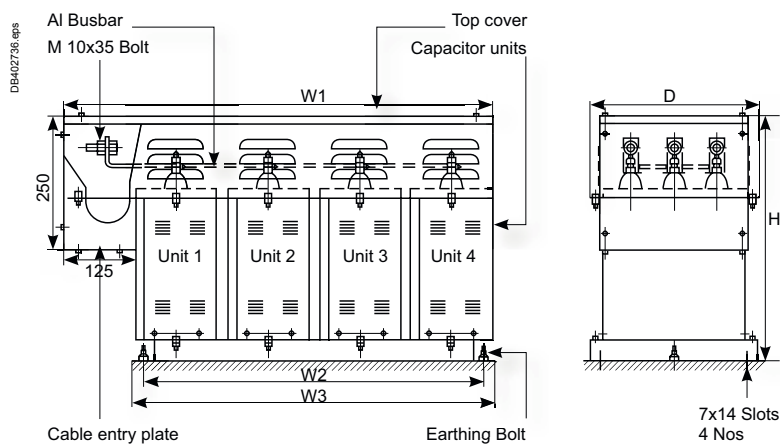 DB402736.eps
Al Busbar
M 10x35 Bolt
Top cover
Capacitor units
W1
D
250
H
Unit 1
Unit 2
Unit 3
Unit 4
125
W2
W3
Cable entry plate
Earthing Bolt
7x14 Slots
4 Nos